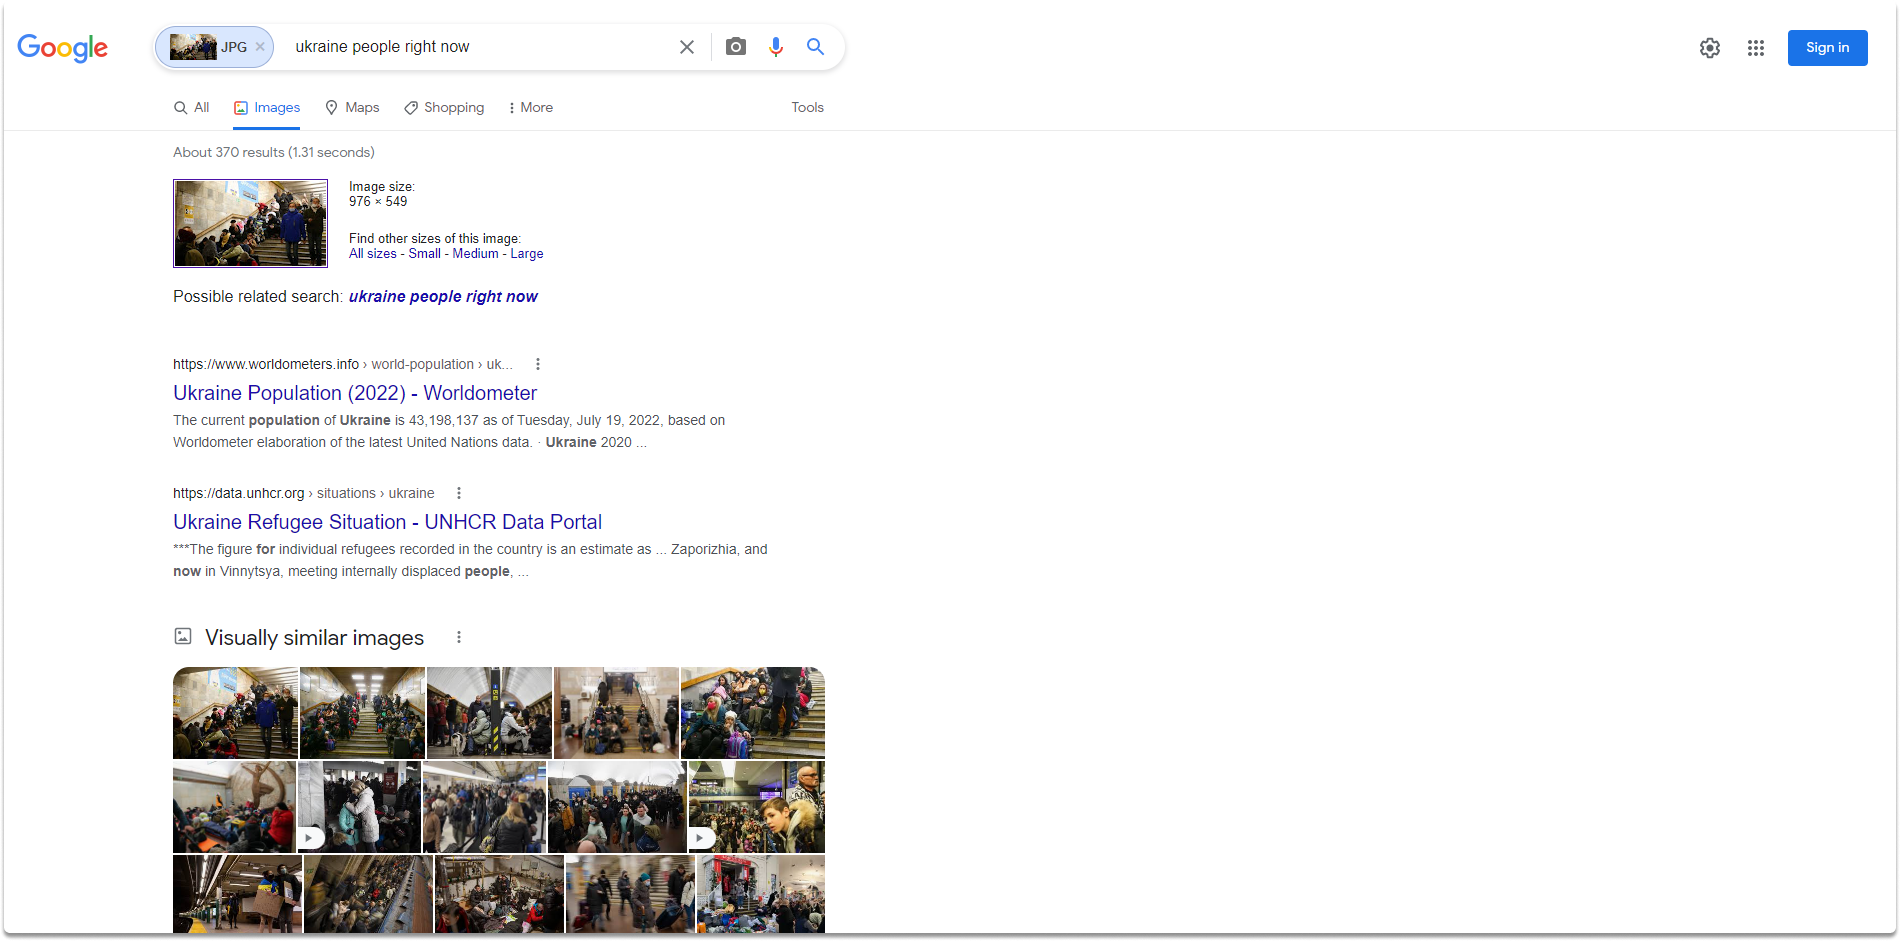 Google
JPG × ukraine people right now
Sign in
All Images Maps Shopping More Tools
About 370 results (1.31 seconds)
Image size:
976 × 549
Find other sizes of this image:
All sizes - Small - Medium - Large
Possible related search: ukraine people right now
https://www.worldometers.info › world-population › uk...
Ukraine Population (2022) - Worldometer
The current population of Ukraine is 43,198,137 as of Tuesday, July 19, 2022, based on
Worldometer elaboration of the latest United Nations data. · Ukraine 2020 ...
https://data.unhcr.org › situations › ukraine
Ukraine Refugee Situation - UNHCR Data Portal
***The figure for individual refugees recorded in the country is an estimate as ... Zaporizhia, and
now in Vinnytsya, meeting internally displaced people, ...
Visually similar images